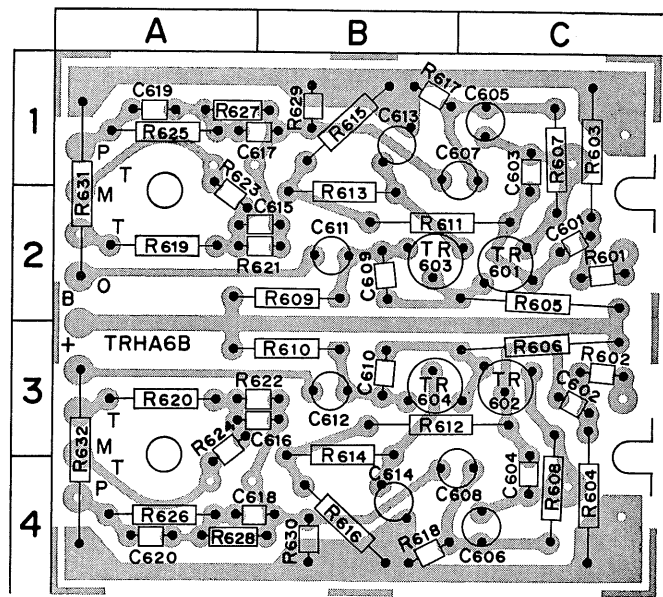 A B C
1
C619 R627 R629 R615 C613 R617 C605
R625 C617 C607 C603 R607 R603
P
T
M
R631 R623 R613
T
C615 R611 C601
2
R619 R621 C611 C609 TR 603 TR 601 R601
O
B
R609 R605
+
TRHA6B
R610 C610 R606 R602
3
R620 R622 C612 TR 604 TR 602 C602
T
R632 R624 C616 R612
M
T
R614 C614 C604 R608 R604
P
C618 C608
4
R626 R616
C620 R628 R630 R618 C606